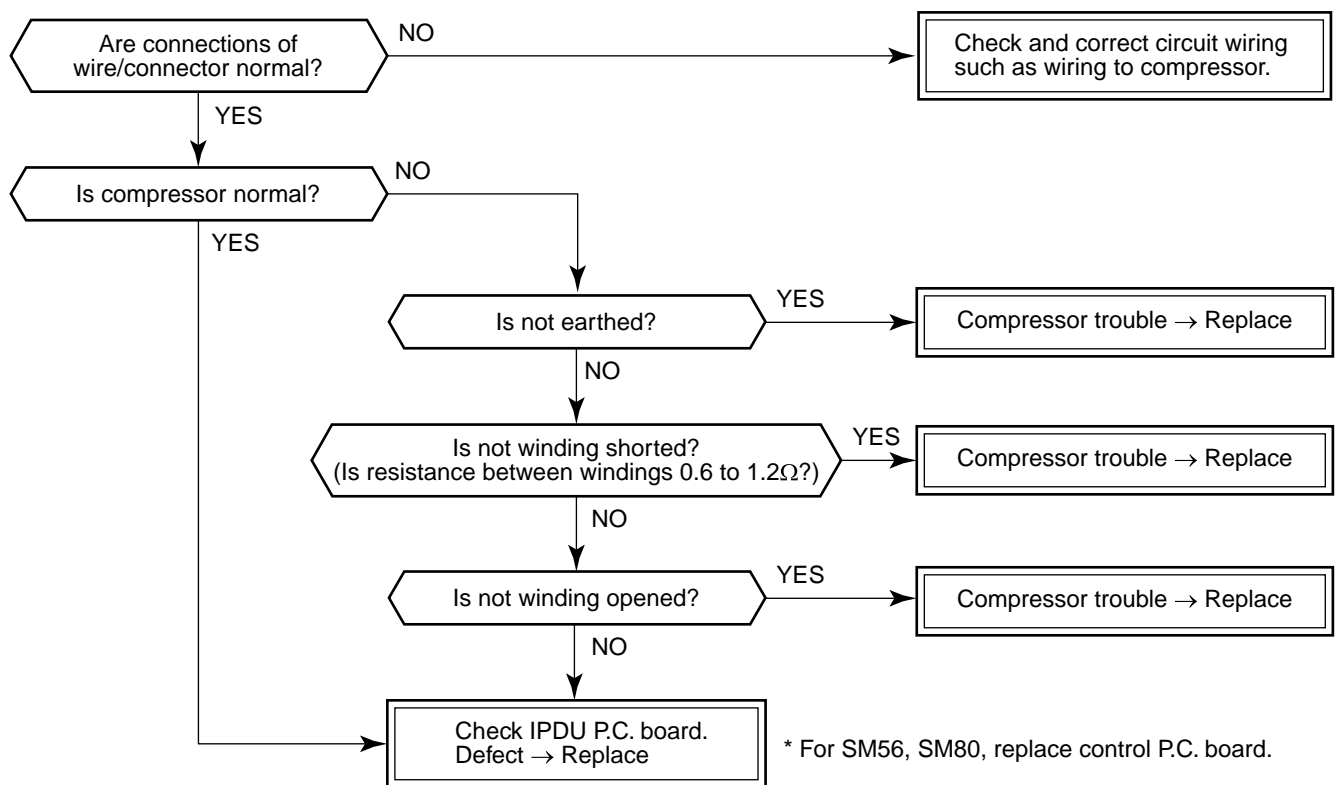 Are connections of
wire/connector normal?
NO
Check and correct circuit wiring
such as wiring to compressor.
YES
Is compressor normal?
NO
YES
Is not earthed?
YES
Compressor trouble → Replace
NO
Is not winding shorted?
(Is resistance between windings 0.6 to 1.2Ω?)
YES
Compressor trouble → Replace
NO
Is not winding opened?
YES
Compressor trouble → Replace
NO
Check IPDU P.C. board.
Defect → Replace
* For SM56, SM80, replace control P.C. board.